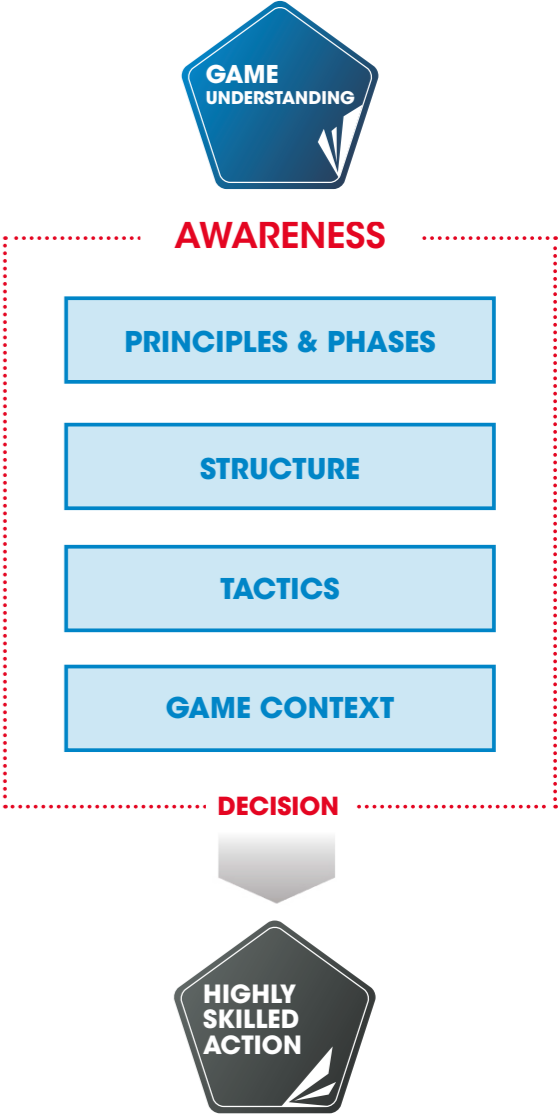 GAME
UNDERSTANDING
AWARENESS
PRINCIPLES & PHASES
STRUCTURE
TACTICS
GAME CONTEXT
DECISION
HIGHLY
SKILLED
ACTION